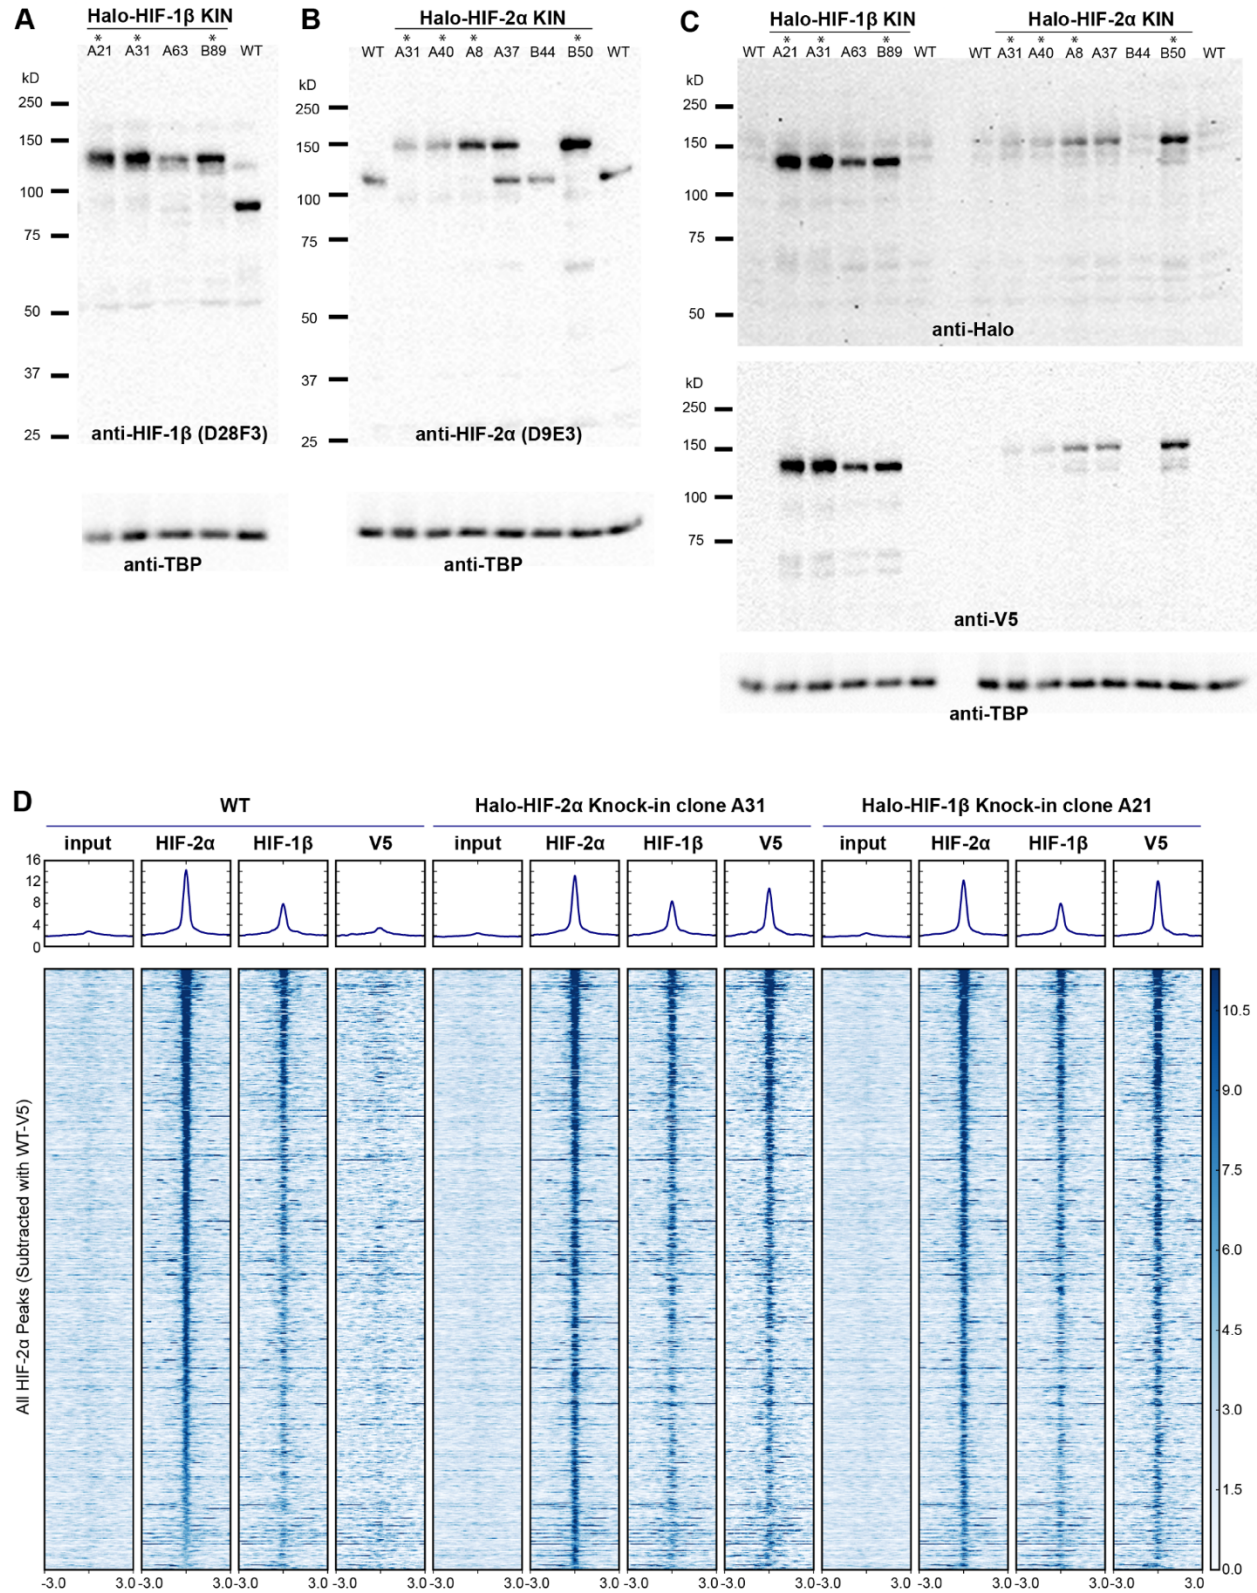 A
Halo-HIF-1β KIN
* * *
A21 A31 A63 B89 WT
kD
250
150
100
75
50
37
25
anti-HIF-1β (D28F3)
anti-TBP
B
Halo-HIF-2α KIN
* * * *
WT A31 A40 A8 A37 B44 B50 WT
kD
250
150
100
75
50
37
25
anti-HIF-2α (D9E3)
anti-TBP
C
Halo-HIF-1β KIN Halo-HIF-2α KIN
* * * * * * *
WT A21 A31 A63 B89 WT WT A31 A40 A8 A37 B44 B50 WT
kD
250
150
100
75
50
anti-Halo
kD
250
150
100
75
anti-V5
anti-TBP
D
WT Halo-HIF-2α Knock-in clone A31 Halo-HIF-1β Knock-in clone A21
input HIF-2α HIF-1β V5 input HIF-2α HIF-1β V5 input HIF-2α HIF-1β V5
16
12
8
4
0
All HIF-2α Peaks (Subtracted with WT-V5)
10.5
9.0
7.5
6.0
4.5
3.0
1.5
0.0
-3.0 3.0 -3.0 3.0 -3.0 3.0 -3.0 3.0 -3.0 3.0 -3.0 3.0 -3.0 3.0 -3.0 3.0 -3.0 3.0 -3.0 3.0 -3.0 3.0 -3.0 3.0